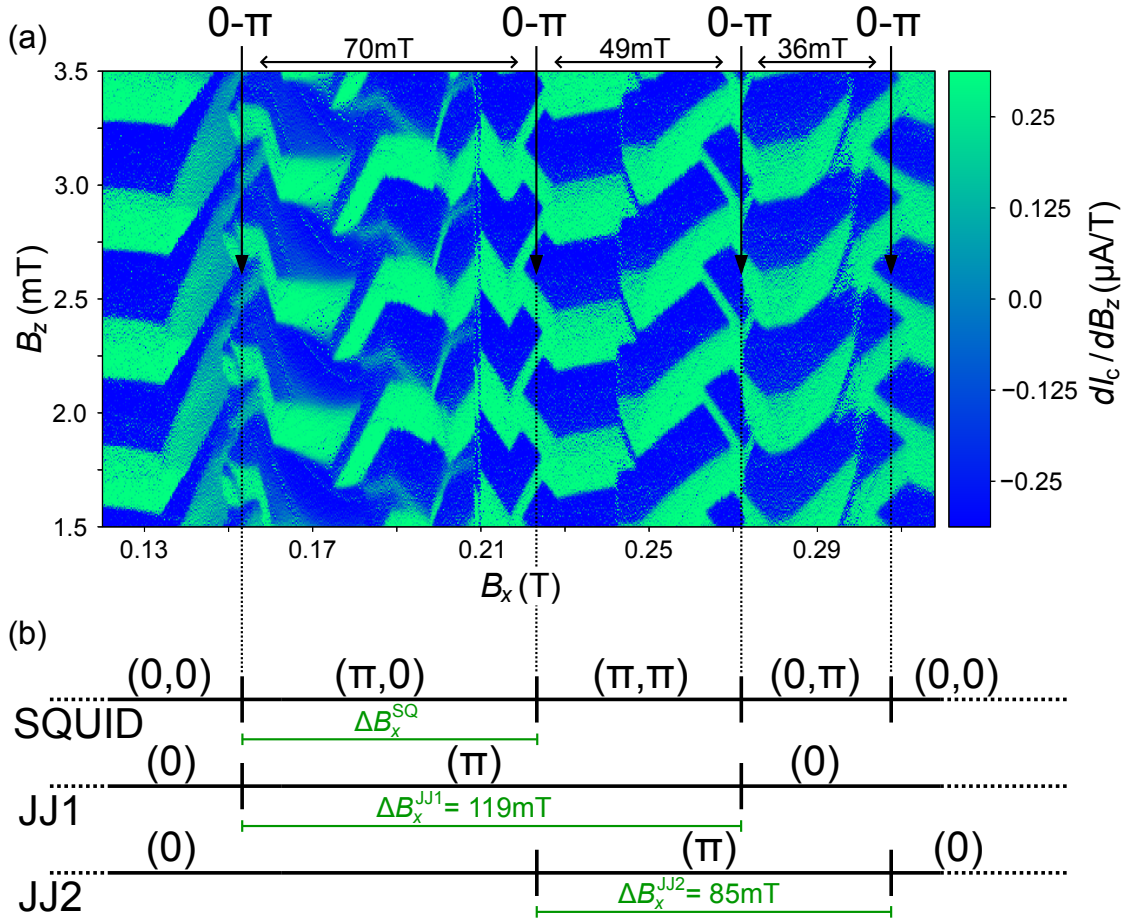 (a)
0-π 0-π 0-π 0-π
70mT 49mT 36mT
3.5
3.0
2.5
2.0
1.5
B_z (mT)
0.13 0.17 0.21 0.25 0.29
B_x (T)
0.25
0.125
0.0
−0.125
−0.25
dI_c / dB_z (μA/T)
(b)
(0,0) (π,0) (π,π) (0,π) (0,0)
SQUID
ΔB_x^SQ
(0) (π) (0)
JJ1
ΔB_x^JJ1 = 119mT
(0) (π) (0)
JJ2
ΔB_x^JJ2 = 85mT